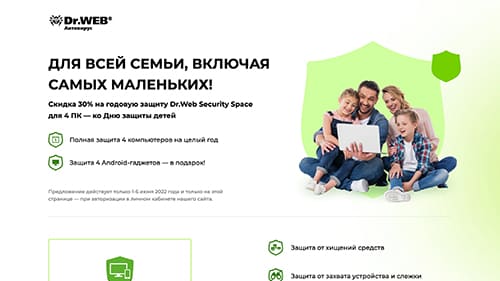 Dr.WEB®
Антивирус
ДЛЯ ВСЕЙ СЕМЬИ, ВКЛЮЧАЯ
САМЫХ МАЛЕНЬКИХ!
Скидка 30% на годовую защиту Dr.Web Security Space
для 4 ПК — ко Дню защиты детей
Полная защита 4 компьютеров на целый год
Защита 4 Android-гаджетов — в подарок!
Предложение действует только 1-6 июня 2022 года и только на этой
странице — при авторизации в личном кабинете нашего сайта.
Защита от хищений средств
Защита от захвата устройства и слежки